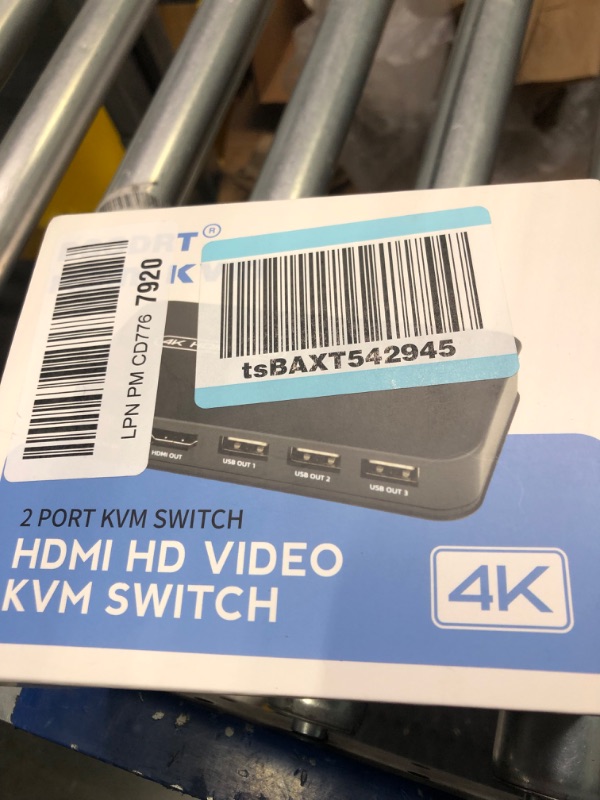 T®
K
LPN PM CD776 7920
tsBAXT542945
4K
HDMI OUT
USB OUT 1
USB OUT 2
USB OUT 3
2 PORT KVM SWITCH
HDMI HD VIDEO
KVM SWITCH
4K